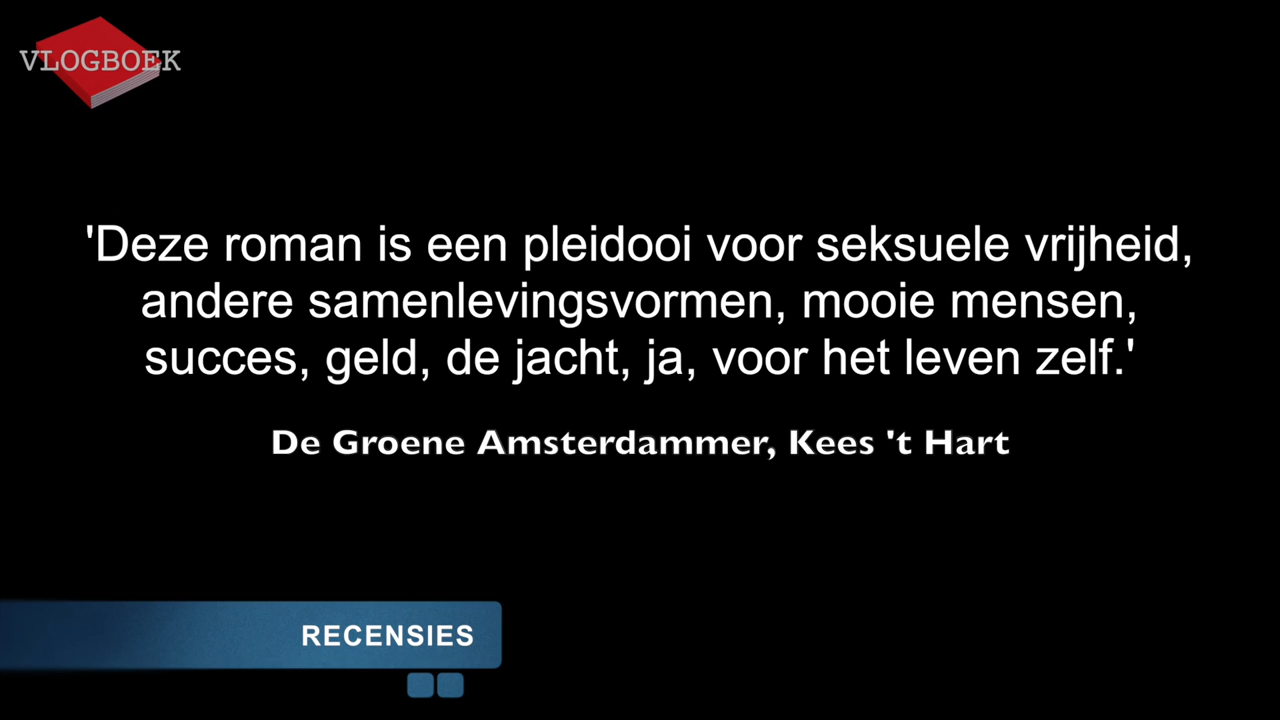 VLOGBOEK
'Deze roman is een pleidooi voor seksuele vrijheid,
andere samenlevingsvormen, mooie mensen,
succes, geld, de jacht, ja, voor het leven zelf.'
De Groene Amsterdammer, Kees 't Hart
RECENSIES